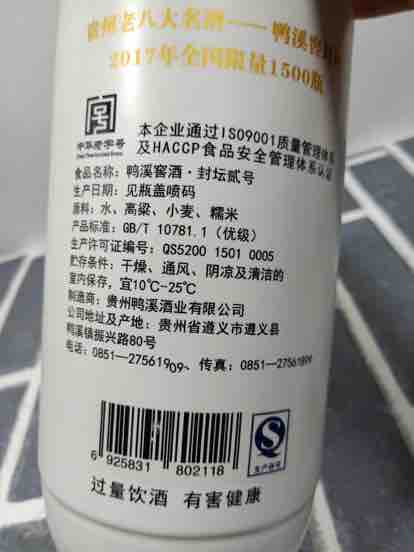 贵州老八大名酒——鸭溪窖酒
2017年全国限量1500瓶
中华老字号
本企业通过ISO9001质量管理体系
及HACCP食品安全管理体系认证
食品名称：鸭溪窖酒·封坛贰号
生产日期：见瓶盖喷码
原料：水、高粱、小麦、糯米
产品标准：GB/T 10781.1（优级）
生产许可证编号：QS5200 1501 0005
贮存条件：干燥、通风、阴凉及清洁的
室内保存，宜10℃-25℃
制造商：贵州鸭溪酒业有限公司
公司地址及产地：贵州省遵义市遵义县
鸭溪镇振兴路80号
电话：0851—27561909、传真：0851—27561899
6 925831 802118
QS
生产许可
过量饮酒 有害健康